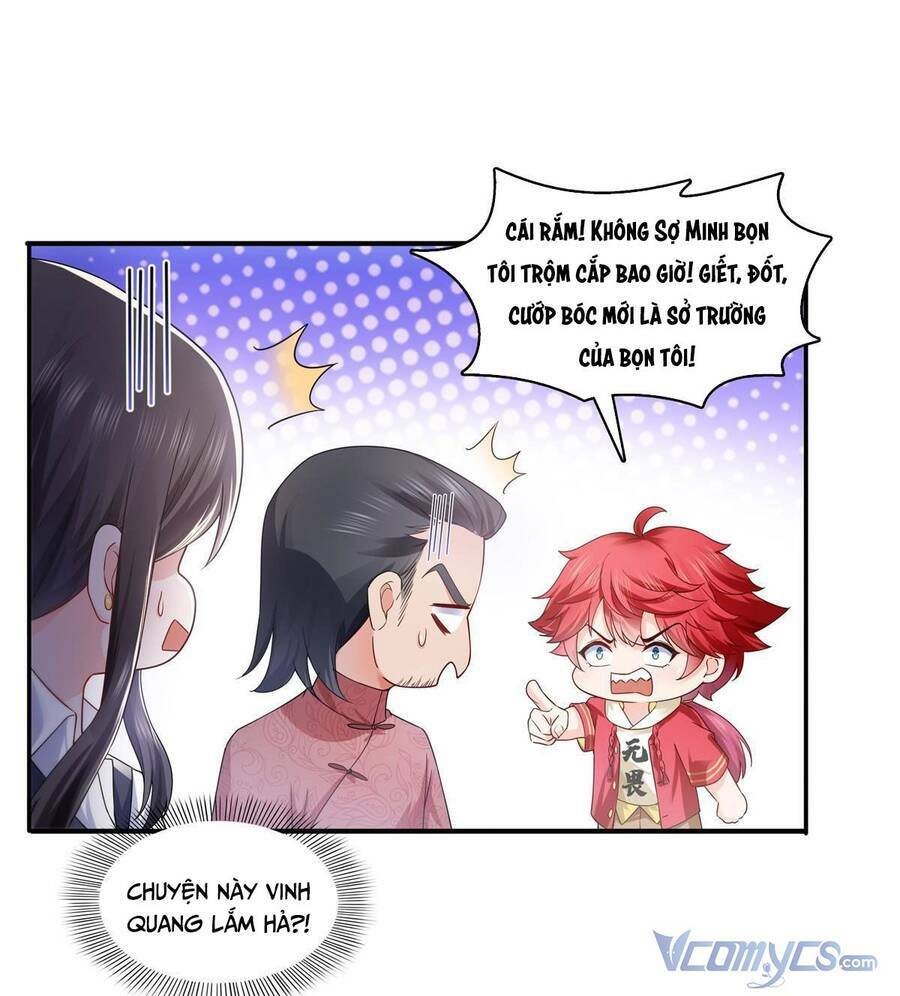 CÁI RẮM! KHÔNG SỢ MINH BỌN
TÔI TRỘM CẮP BAO GIỜ! GIẾT, ĐỐT,
CƯỚP BÓC MỚI LÀ SỞ TRƯỜNG
CỦA BỌN TÔI!
无
畏
CHUYỆN NÀY VINH
QUANG LẮM HẢ?!
VCOMYCS.com